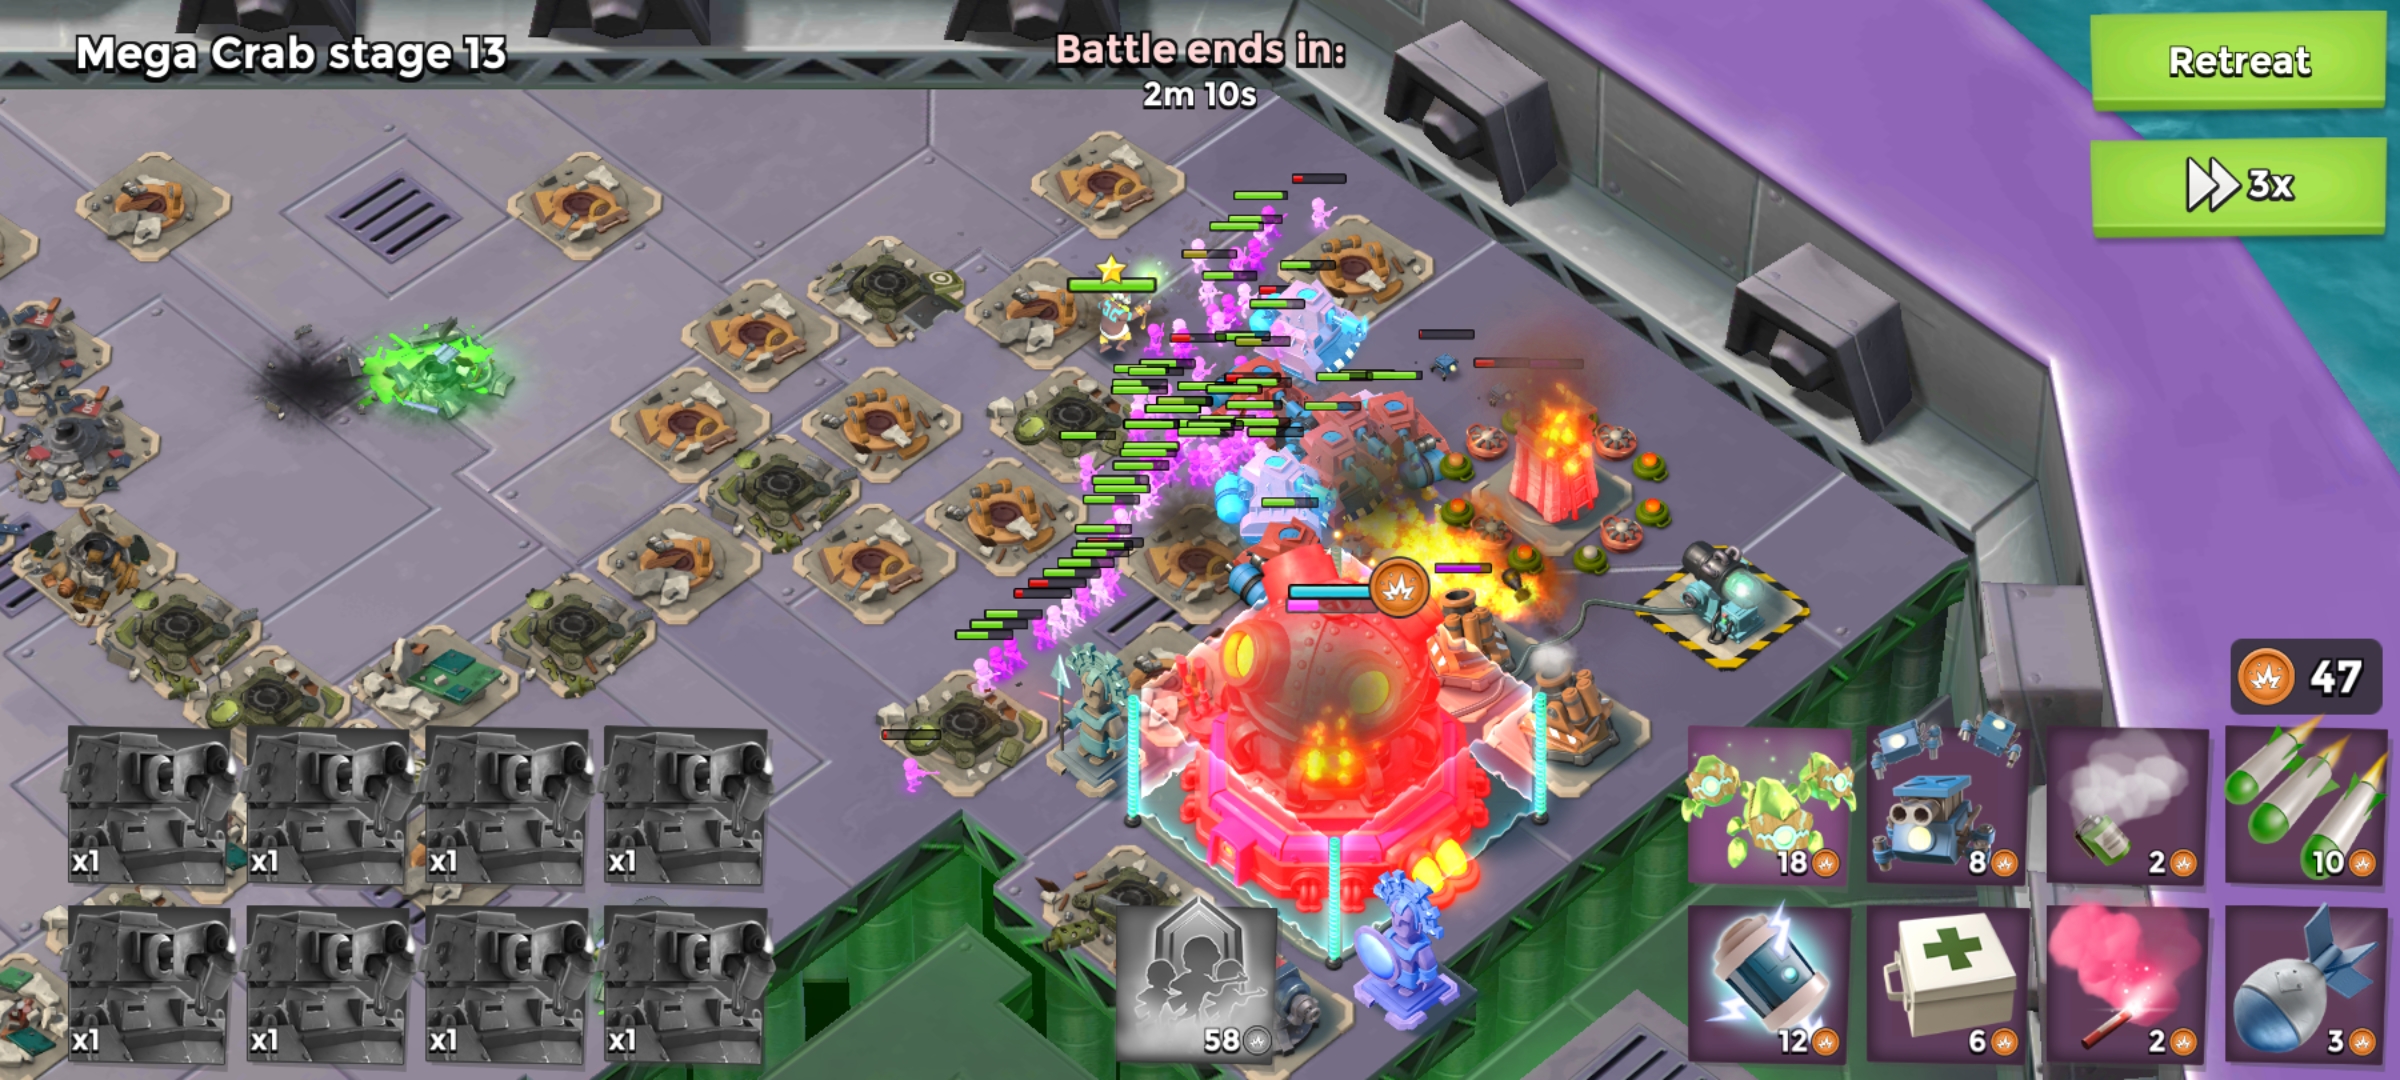 Mega Crab stage 13
Battle ends in:
2m 10s
Retreat
3x
47
18
8
2
10
x1
x1
x1
x1
x1
x1
x1
x1
58
12
6
2
3